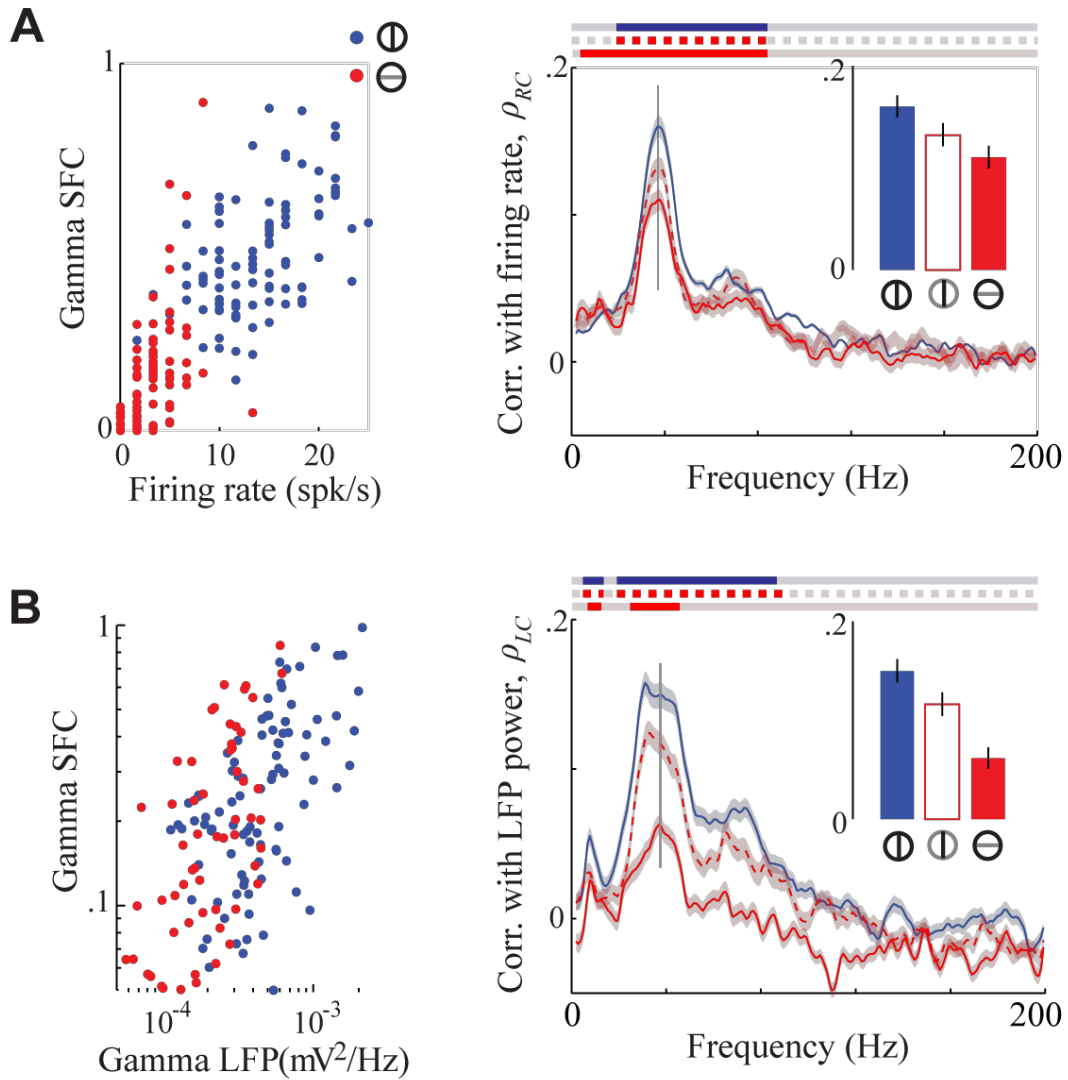 A
1
Gamma SFC
0
0 10 20
Firing rate (spk/s)
.2
Corr. with firing rate, ρRC
0
0 200
Frequency (Hz)
.2
0
B
1
Gamma SFC
.1
10-4 10-3
Gamma LFP(mV2/Hz)
.2
Corr. with LFP power, ρLC
0
0 200
Frequency (Hz)
.2
0